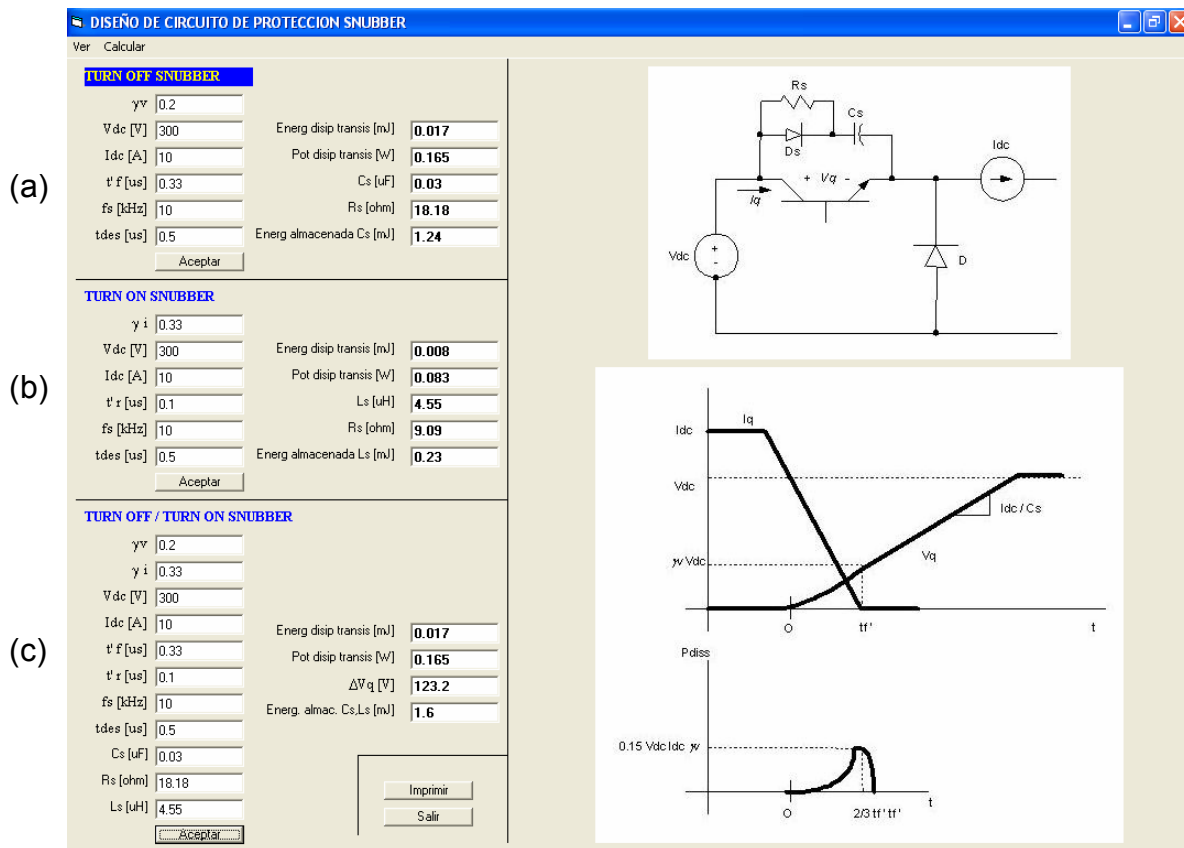 DISEÑO DE CIRCUITO DE PROTECCION SNUBBER
Ver Calcular
(a)
TURN OFF SNUBBER
γv 0.2
Vdc [V] 300
Idc [A] 10
t' f [us] 0.33
fs [kHz] 10
tdes [us] 0.5
Aceptar
Energ disip transis [mJ] 0.017
Pot disip transis [W] 0.165
Cs [uF] 0.03
Rs [ohm] 18.18
Energ almacenada Cs [mJ] 1.24
(b)
TURN ON SNUBBER
γ i 0.33
Vdc [V] 300
Idc [A] 10
t' r [us] 0.1
fs [kHz] 10
tdes [us] 0.5
Aceptar
Energ disip transis [mJ] 0.008
Pot disip transis [W] 0.083
Ls [uH] 4.55
Rs [ohm] 9.09
Energ almacenada Ls [mJ] 0.23
(c)
TURN OFF / TURN ON SNUBBER
γv 0.2
γ i 0.33
Vdc [V] 300
Idc [A] 10
t' f [us] 0.33
t' r [us] 0.1
fs [kHz] 10
tdes [us] 0.5
Cs [uF] 0.03
Rs [ohm] 18.18
Ls [uH] 4.55
Aceptar
Energ disip transis [mJ] 0.017
Pot disip transis [W] 0.165
ΔVq [V] 123.2
Energ. almac. Cs,Ls [mJ] 1.6
Imprimir
Salir
Rs
Cs
Ds
Idc
+ Vq -
Iq
Vdc
+
-
D
Iq
Idc
Vdc
Idc / Cs
γv Vdc
Vq
O
tf'
t
Pdiss
0.15 Vdc Idc γv
O
2/3 tf' tf'
t